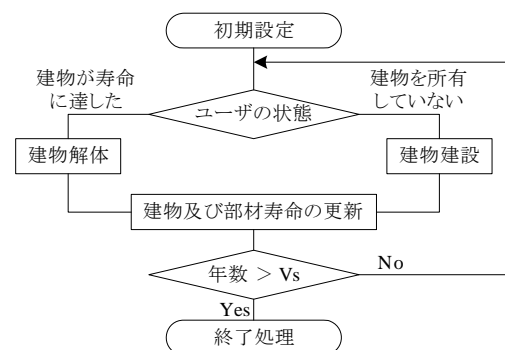 初期設定
建物が寿命
に達した
建物を所有
していない
ユーザの状態
建物解体
建物建設
建物及び部材寿命の更新
年数 > Vs
No
Yes
終了処理